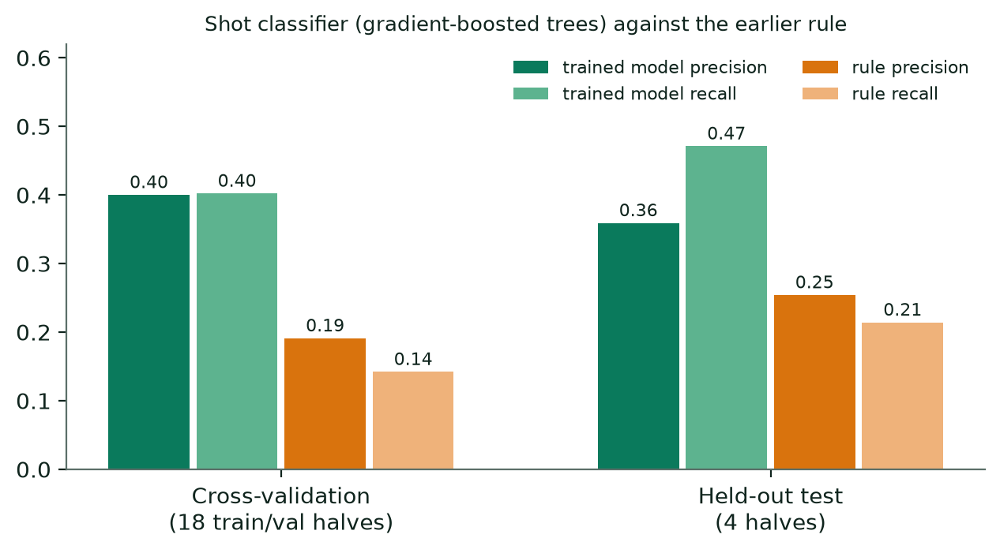 Shot classifier (gradient-boosted trees) against the earlier rule
trained model precision
trained model recall
rule precision
rule recall
0.6
0.5
0.4
0.3
0.2
0.1
0.0
0.40
0.40
0.19
0.14
0.36
0.47
0.25
0.21
Cross-validation
(18 train/val halves)
Held-out test
(4 halves)